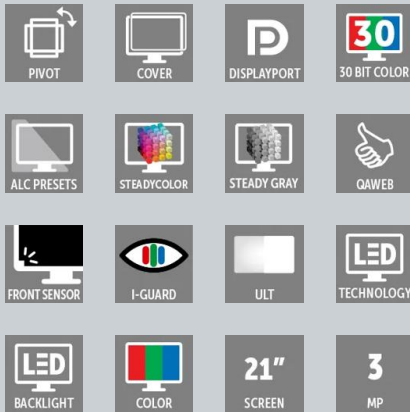 PIVOT
COVER
DISPLAYPORT
30
30 BIT COLOR
ALC PRESETS
STEADYCOLOR
STEADY GRAY
QAWEB
FRONT SENSOR
I-GUARD
ULT
LED
TECHNOLOGY
LED
BACKLIGHT
COLOR
21"
SCREEN
3
MP